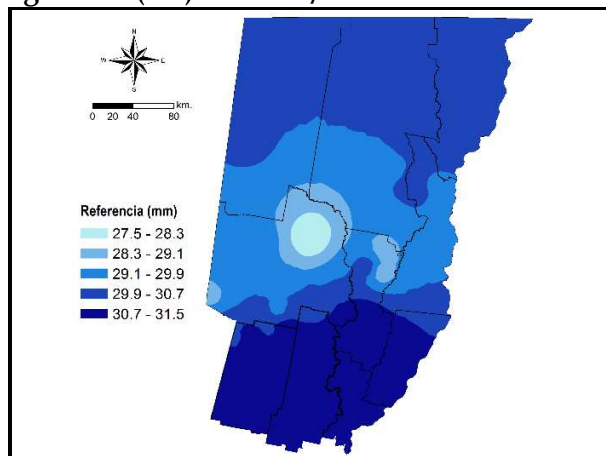 N
W E
S
km.
0 20 40 80
Referencia (mm)
27.5 - 28.3
28.3 - 29.1
29.1 - 29.9
29.9 - 30.7
30.7 - 31.5